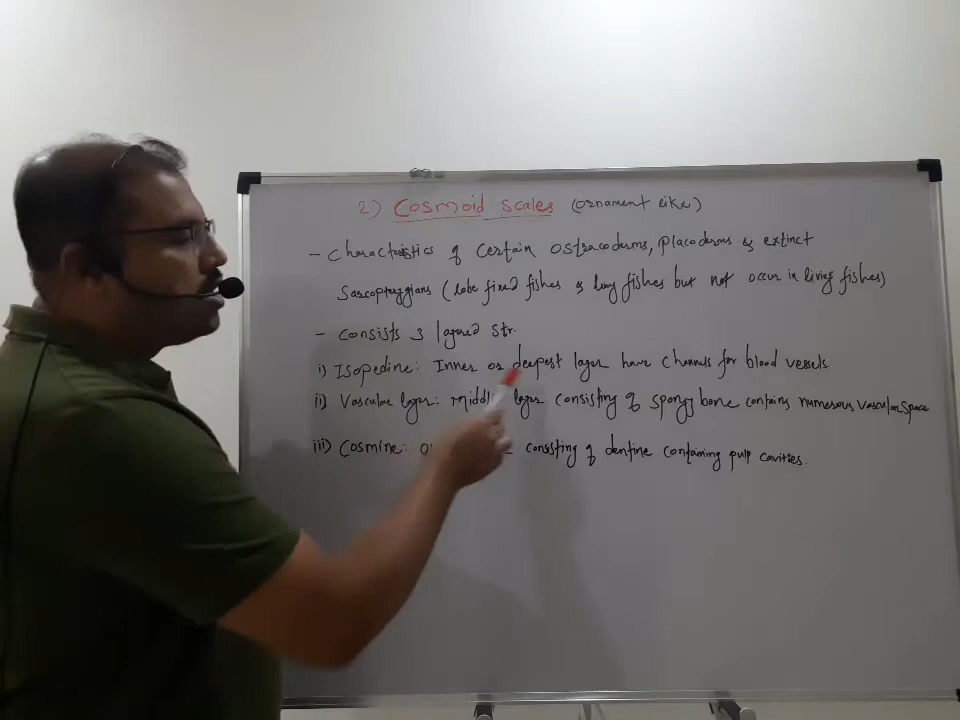 2) Cosmoid scales (ornament like)
- Characteristics of certain ostracoderms, placoderms & extinct
Sarcopterygians (lobe fined fishes & lung fishes but not occur in living fishes)
- Consists 3 layered str.
i) Isopedine: Inner or deepest layer have channels for blood vessels
ii) Vascular layer: middle layer consisting of spongy bone contains numerous vascular space
iii) Cosmine: consisting of dentine containing pulp cavities.